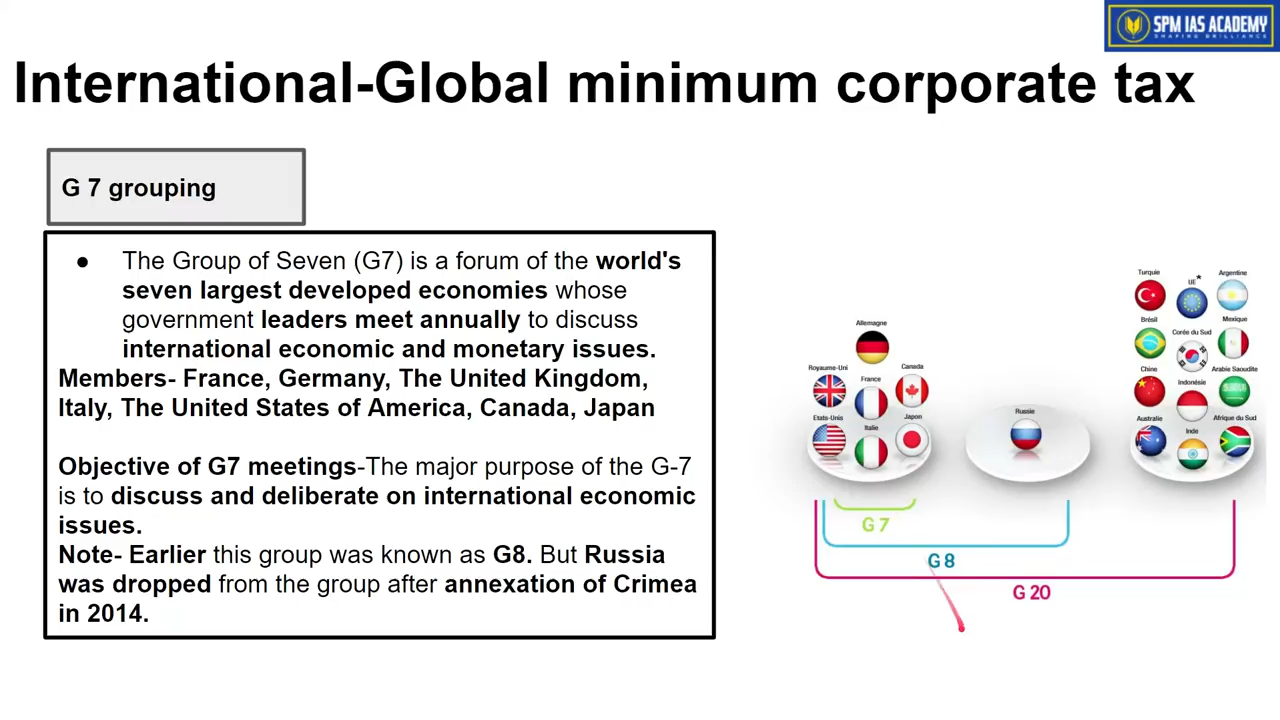 SPM IAS ACADEMY
SHAPING BRILLIANCE
International-Global minimum corporate tax
G 7 grouping
● The Group of Seven (G7) is a forum of the world's
seven largest developed economies whose
government leaders meet annually to discuss
international economic and monetary issues.
Members- France, Germany, The United Kingdom,
Italy, The United States of America, Canada, Japan
Objective of G7 meetings-The major purpose of the G-7
is to discuss and deliberate on international economic
issues.
Note- Earlier this group was known as G8. But Russia
was dropped from the group after annexation of Crimea
in 2014.
Allemagne
Royaume-Uni
France
Canada
Etats-Unis
Italie
Japon
Russie
Turquie
UE*
Argentine
Brésil
Corée du Sud
Mexique
Chine
Indonésie
Arabie Saoudite
Australie
Inde
Afrique du Sud
G 7
G 8
G 20